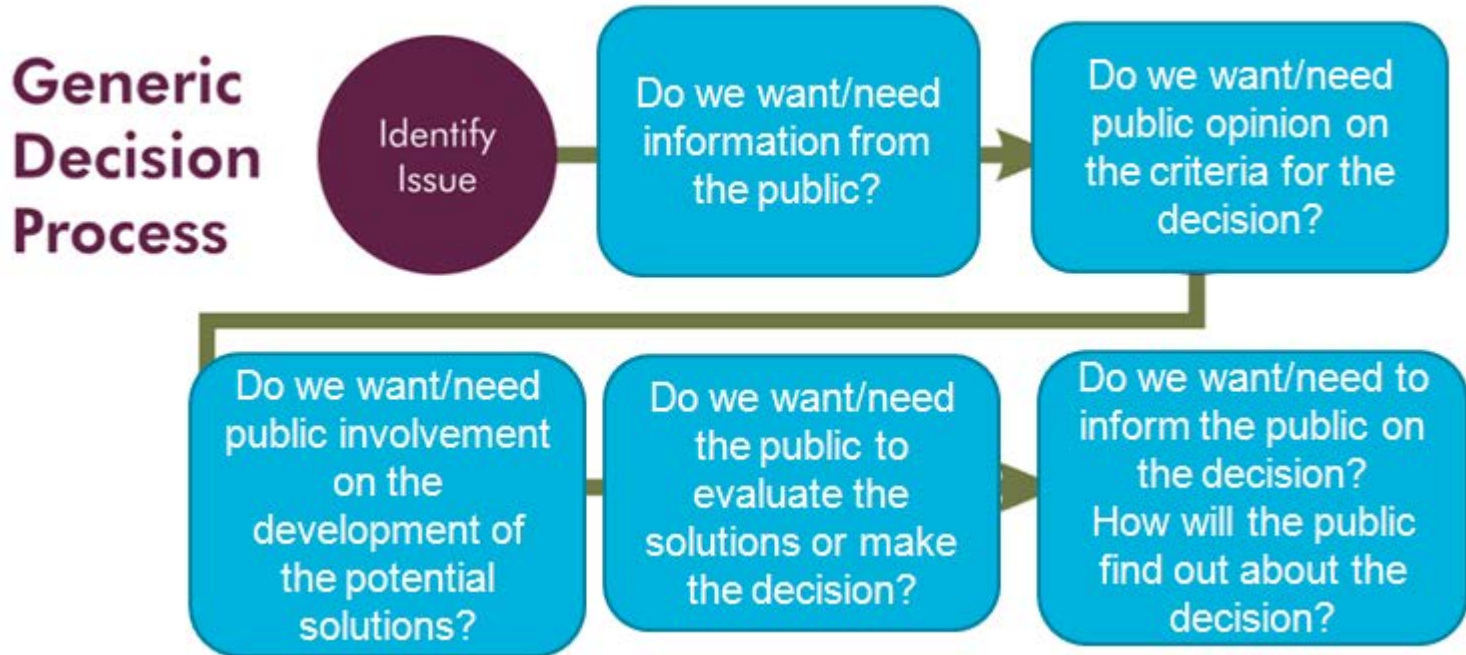 Generic
Decision
Process
Identify
Issue
Do we want/need
information from
the public?
Do we want/need
public opinion on
the criteria for the
decision?
Do we want/need
public involvement
on the
development of
the potential
solutions?
Do we want/need
the public to
evaluate the
solutions or make
the decision?
Do we want/need to
inform the public on
the decision?
How will the public
find out about the
decision?